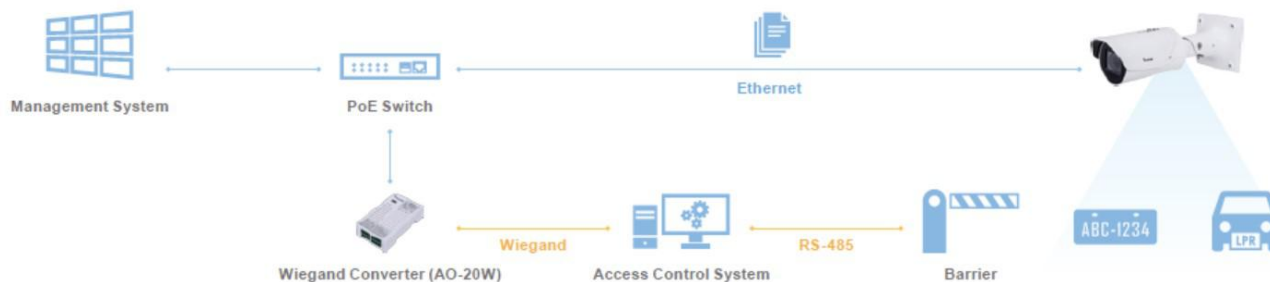 Management System
PoE Switch
Ethernet
Wiegand
RS-485
ABC-1234
LPR
Wiegand Converter (AO-20W)
Access Control System
Barrier